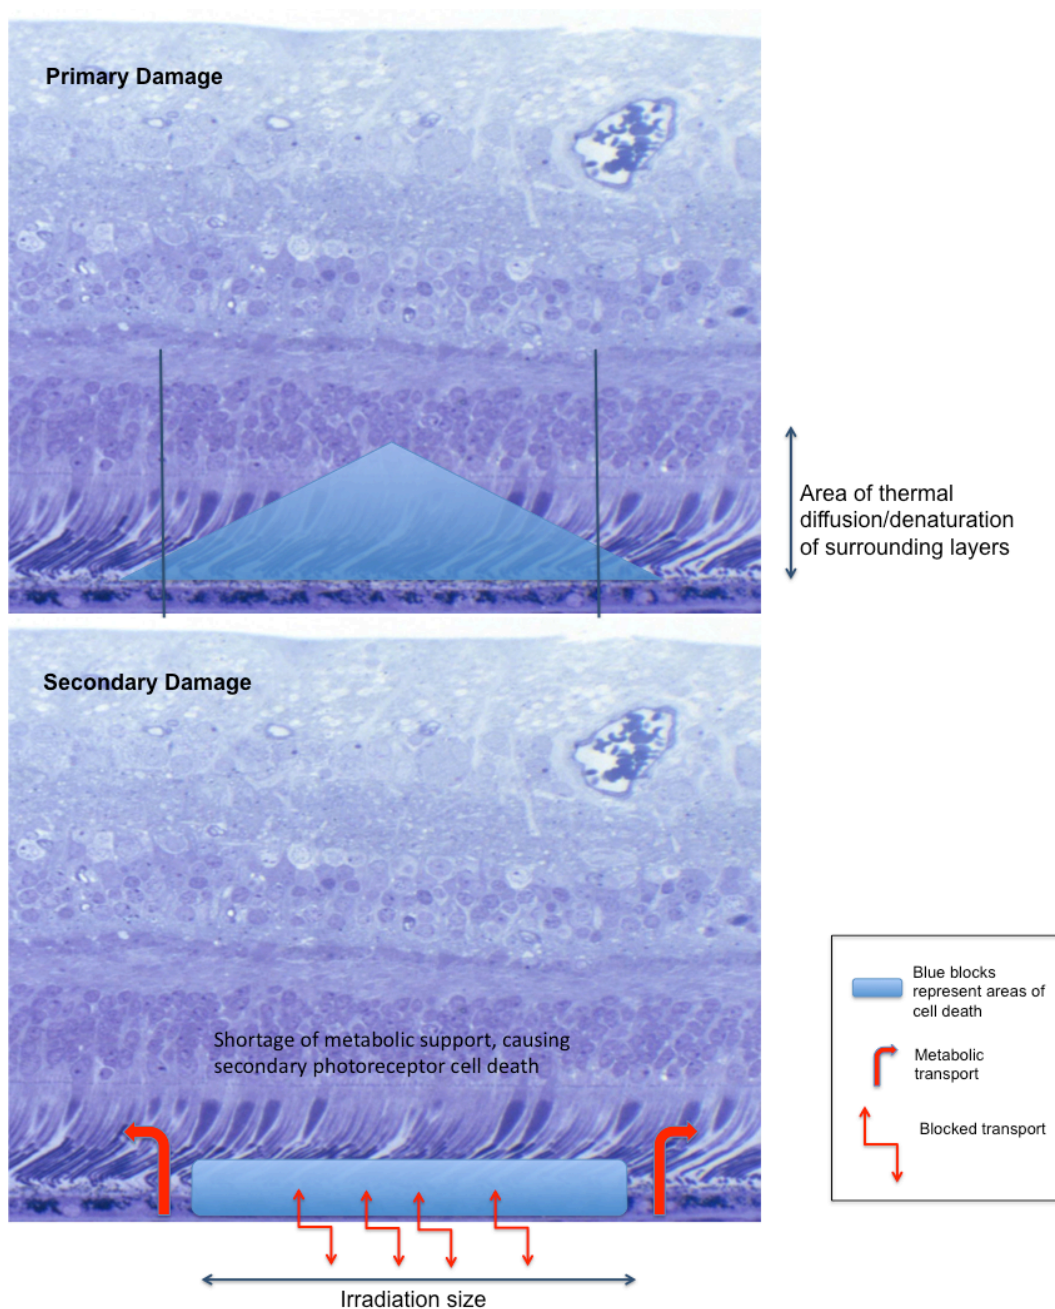 Primary Damage
Area of thermal
diffusion/denaturation
of surrounding layers
Secondary Damage
Shortage of metabolic support, causing
secondary photoreceptor cell death
Blue blocks
represent areas of
cell death
Metabolic
transport
Blocked transport
Irradiation size